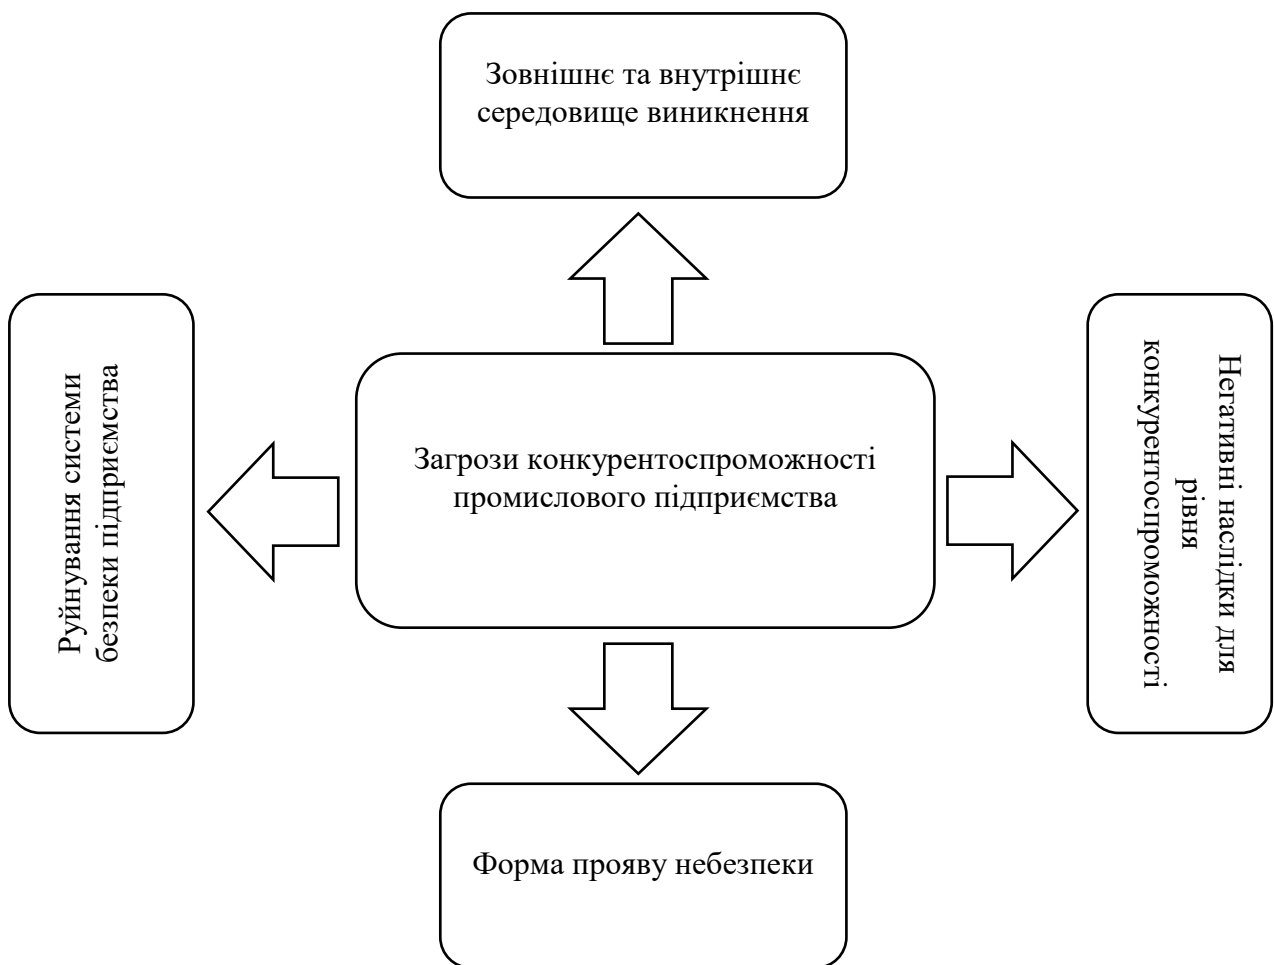 Зовнішнє та внутрішнє
середовище виникнення
Руйнування системи
безпеки підприємства
Загрози конкурентоспроможності
промислового підприємства
Негативні наслідки для
рівня
конкурентоспроможності
Форма прояву небезпеки